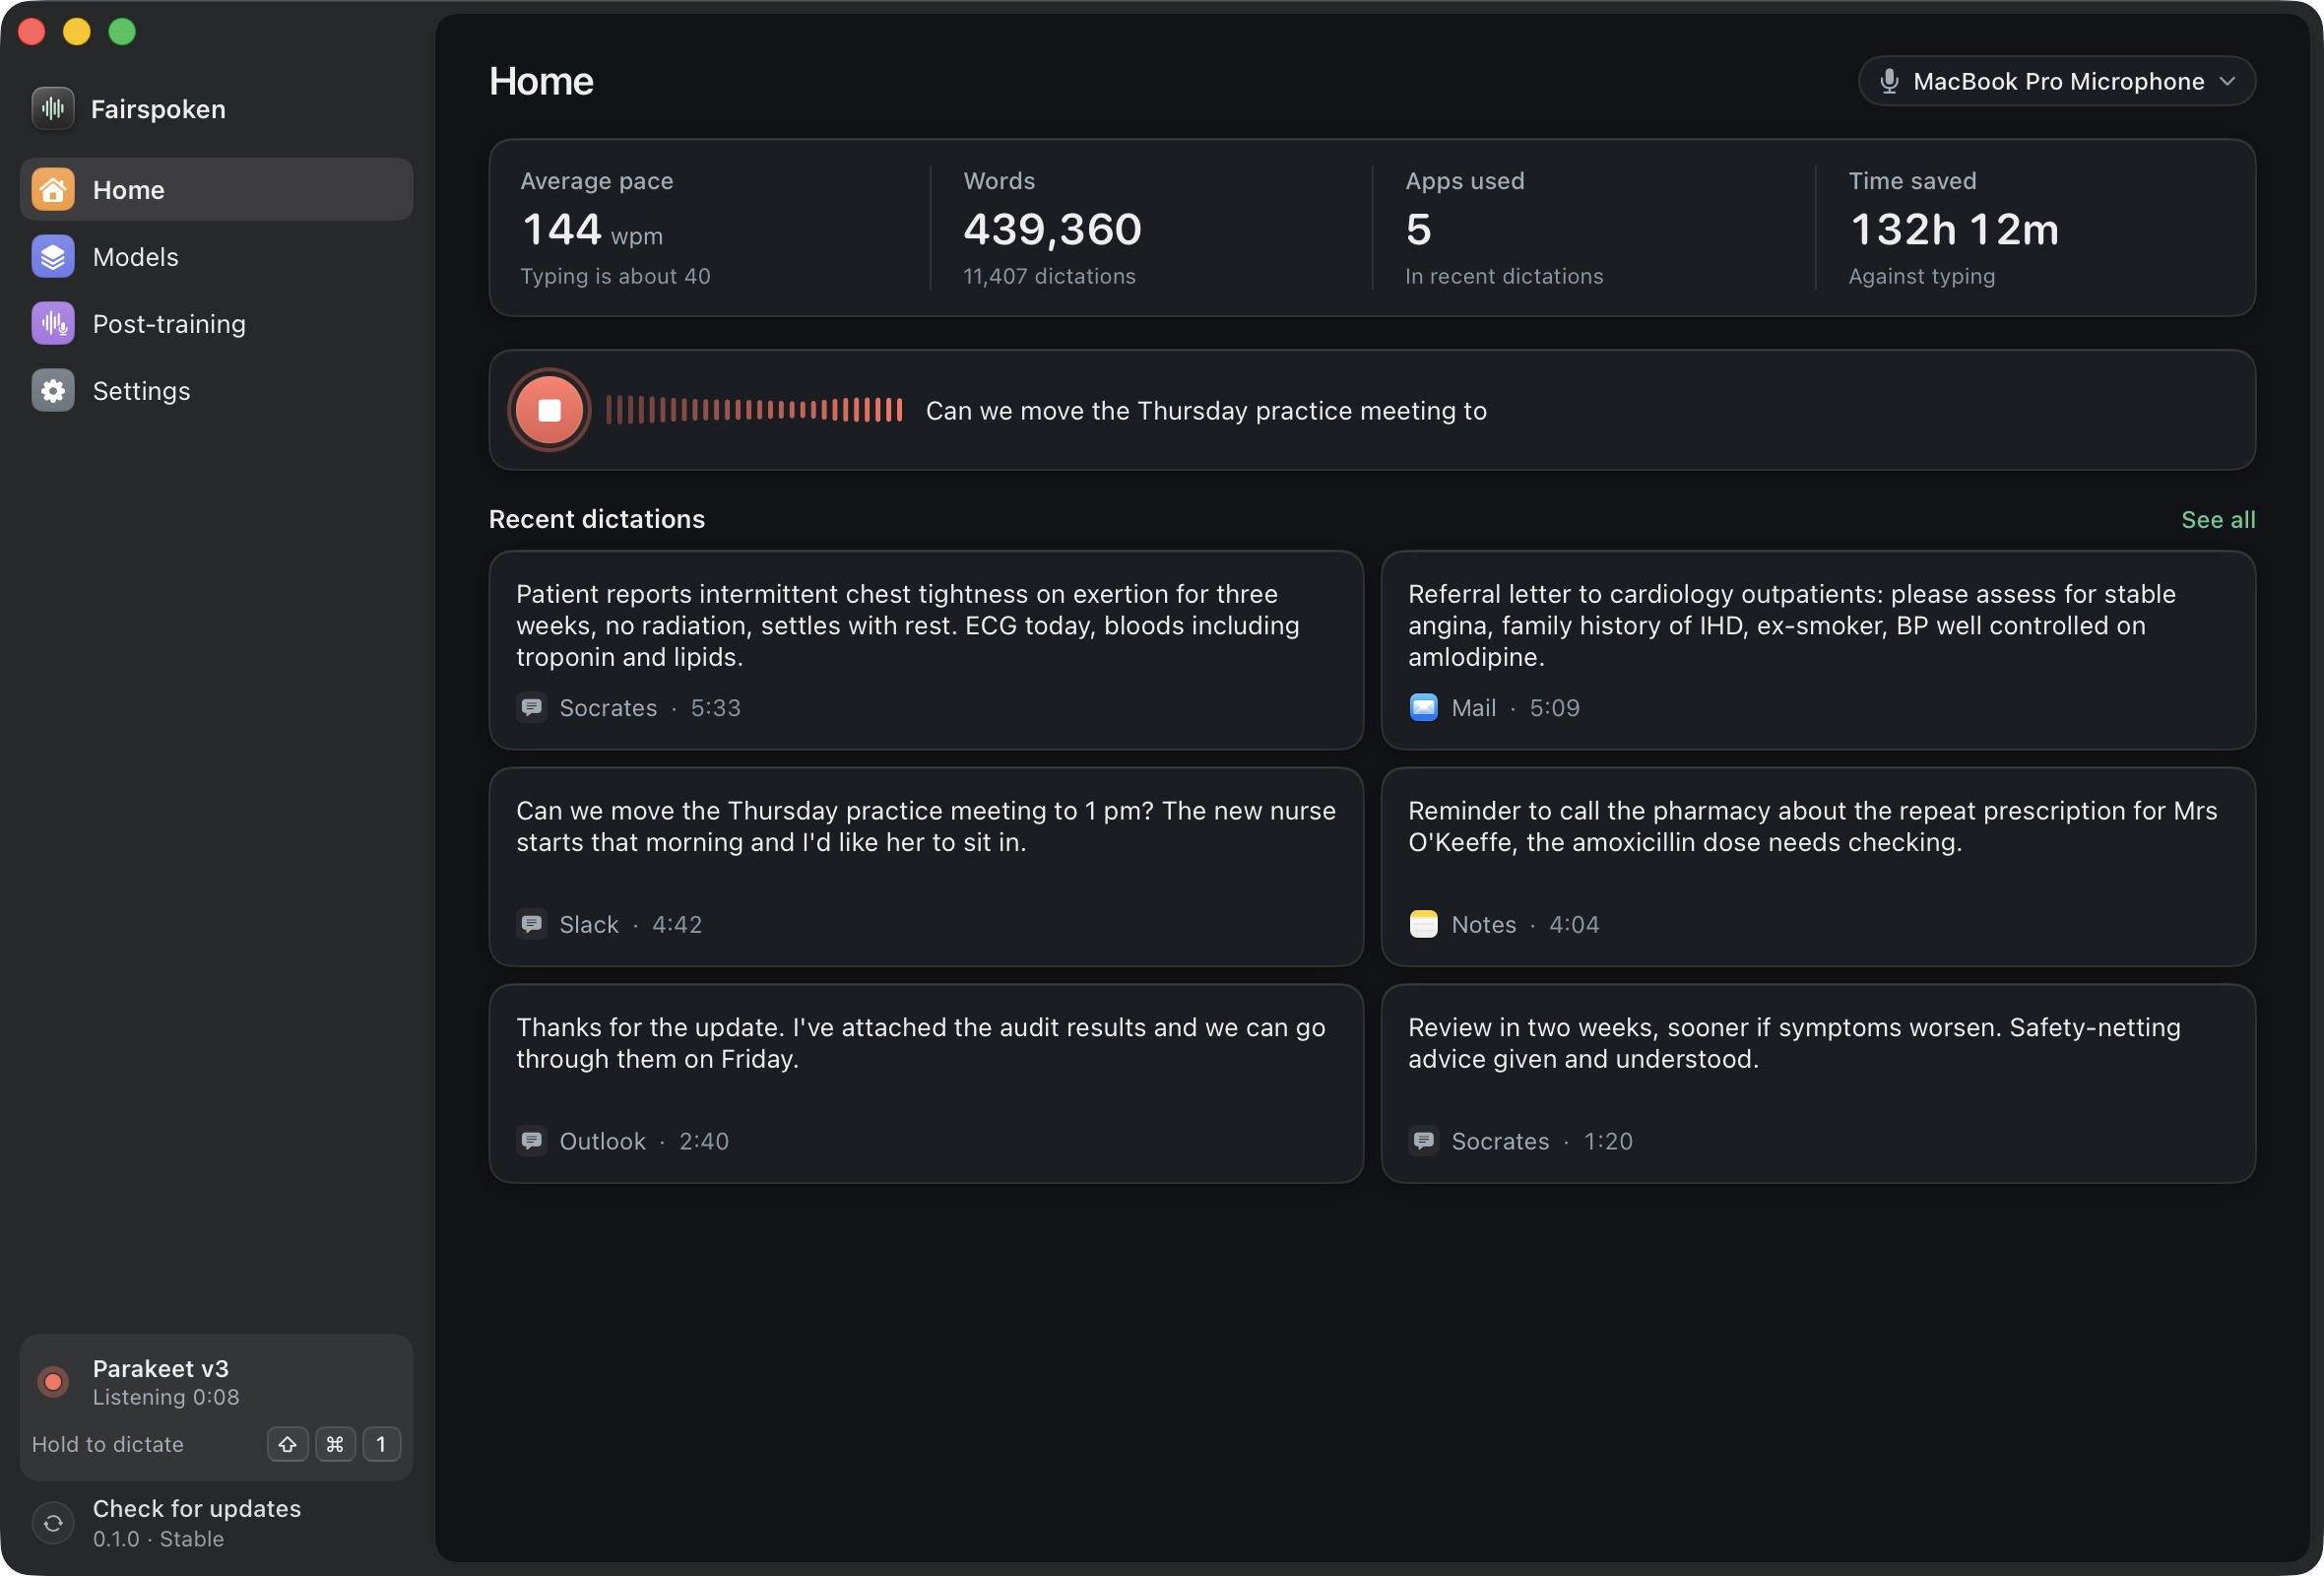 Fairspoken
Home
Models
Post-training
Settings
Parakeet v3
Listening 0:08
Hold to dictate ⇧ ⌘ 1
Check for updates
0.1.0 · Stable
Home
MacBook Pro Microphone
Average pace
144 wpm
Typing is about 40
Words
439,360
11,407 dictations
Apps used
5
In recent dictations
Time saved
132h 12m
Against typing
Can we move the Thursday practice meeting to
Recent dictations
See all
Patient reports intermittent chest tightness on exertion for three
weeks, no radiation, settles with rest. ECG today, bloods including
troponin and lipids.
Socrates · 5:33
Referral letter to cardiology outpatients: please assess for stable
angina, family history of IHD, ex-smoker, BP well controlled on
amlodipine.
Mail · 5:09
Can we move the Thursday practice meeting to 1 pm? The new nurse
starts that morning and I'd like her to sit in.
Slack · 4:42
Reminder to call the pharmacy about the repeat prescription for Mrs
O'Keeffe, the amoxicillin dose needs checking.
Notes · 4:04
Thanks for the update. I've attached the audit results and we can go
through them on Friday.
Outlook · 2:40
Review in two weeks, sooner if symptoms worsen. Safety-netting
advice given and understood.
Socrates · 1:20